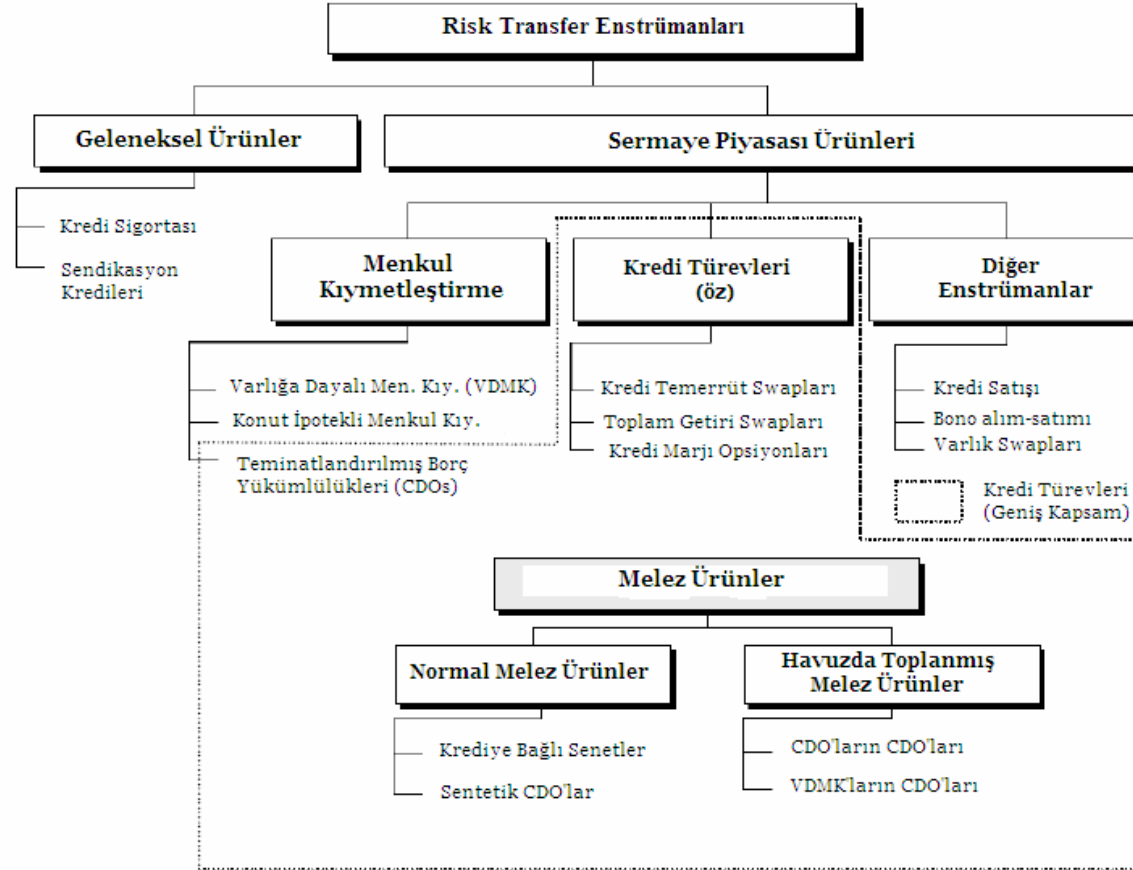 Risk Transfer Enstrümanları
Geleneksel Ürünler
Sermaye Piyasası Ürünleri
Kredi Sigortası
Sendikasyon
Kredileri
Menkul
Kıymetleştirme
Kredi Türevleri
(öz)
Diğer
Enstrümanlar
Varlığa Dayalı Men. Kıy. (VDMK)
Konut İpotekli Menkul Kıy.
Teminatlandırılmış Borç
Yükümlülükleri (CDOs)
Kredi Temerrüt Swapları
Toplam Getiri Swapları
Kredi Marjı Opsiyonları
Kredi Satışı
Bono alım-satımı
Varlık Swapları
Kredi Türevleri
(Geniş Kapsam)
Melez Ürünler
Normal Melez Ürünler
Havuzda Toplanmış
Melez Ürünler
Krediye Bağlı Senetler
Sentetik CDO'lar
CDO'ların CDO'ları
VDMK'ların CDO'ları